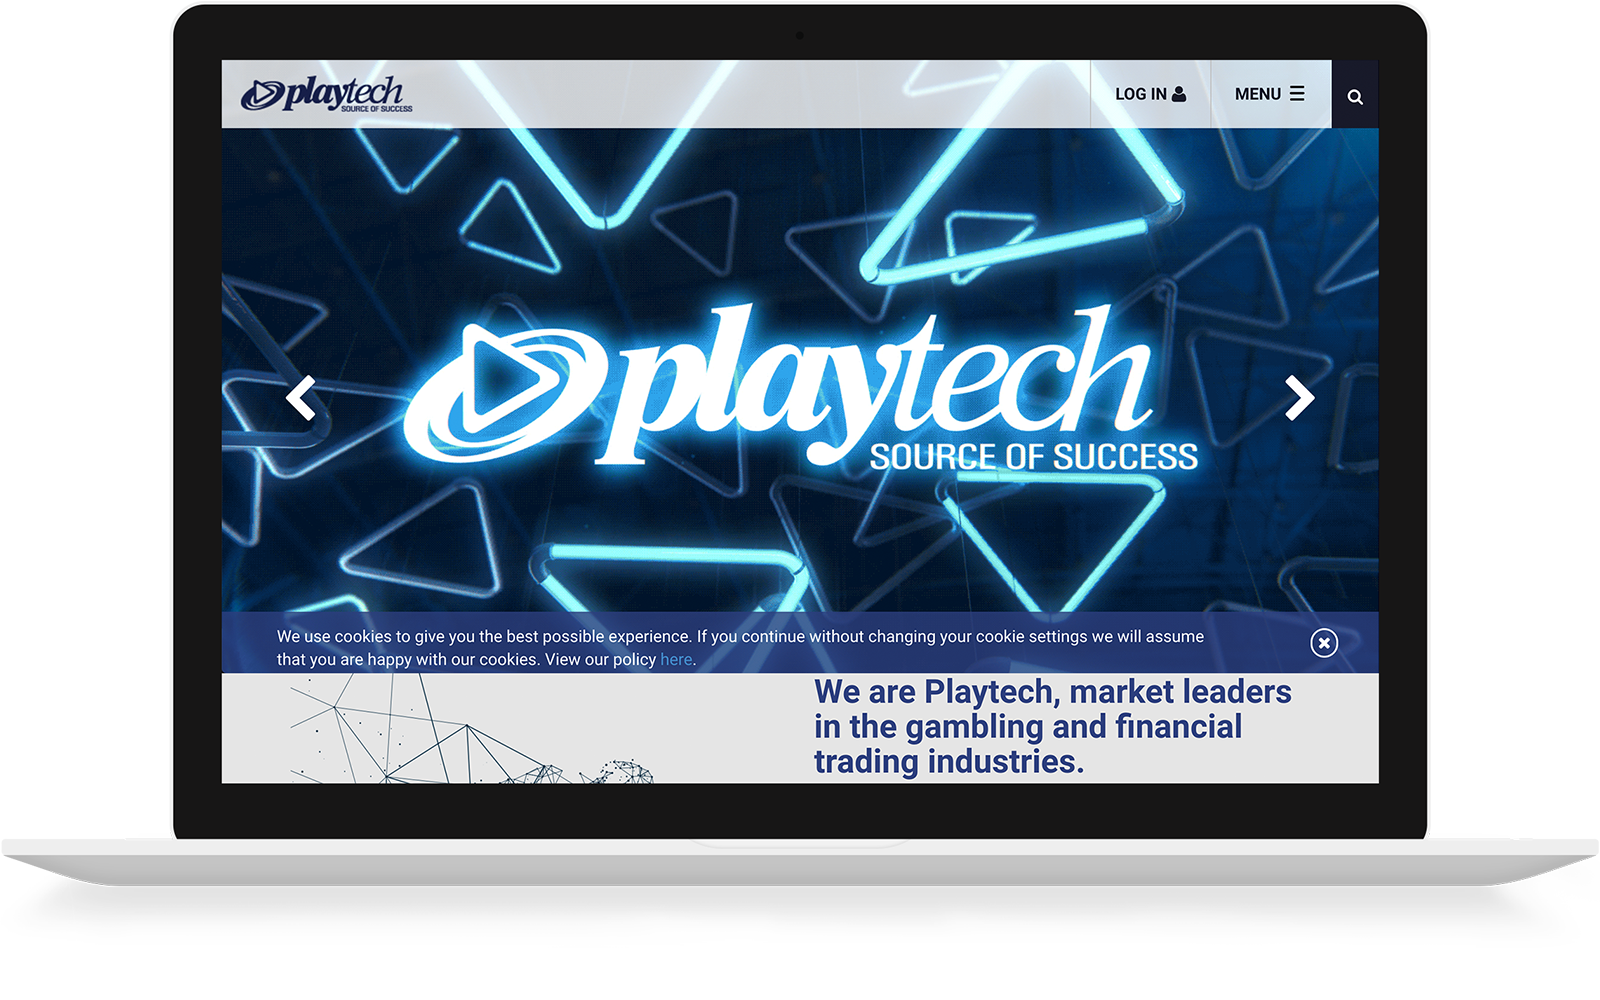 playtech
SOURCE OF SUCCESS
LOG IN
MENU
playtech
SOURCE OF SUCCESS
We use cookies to give you the best possible experience. If you continue without changing your cookie settings we will assume
that you are happy with our cookies. View our policy here.
We are Playtech, market leaders
in the gambling and financial
trading industries.